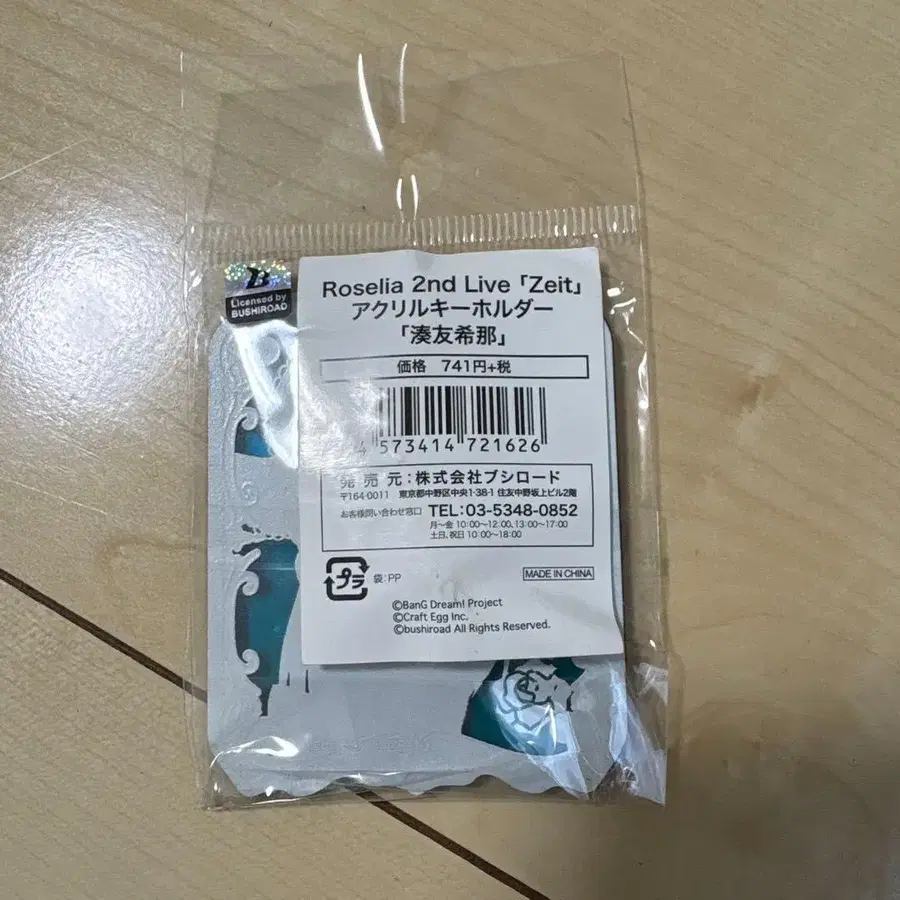 Licensed by
BUSHIROAD
Roselia 2nd Live「Zeit」
アクリルキーホルダー
「湊友希那」
価格 741円+税
4 573414 721626
発売元:株式会社ブシロード
〒164-0011 東京都中野区中央1-38-1 住友中野坂上ビル2階
お客様問い合わせ窓口 TEL:03-5348-0852
月～金 10:00～12:00、13:00～17:00
土日、祝日 10:00～18:00
プラ 袋:PP
MADE IN CHINA
©BanG Dream! Project
©Craft Egg Inc.
©bushiroad All Rights Reserved.